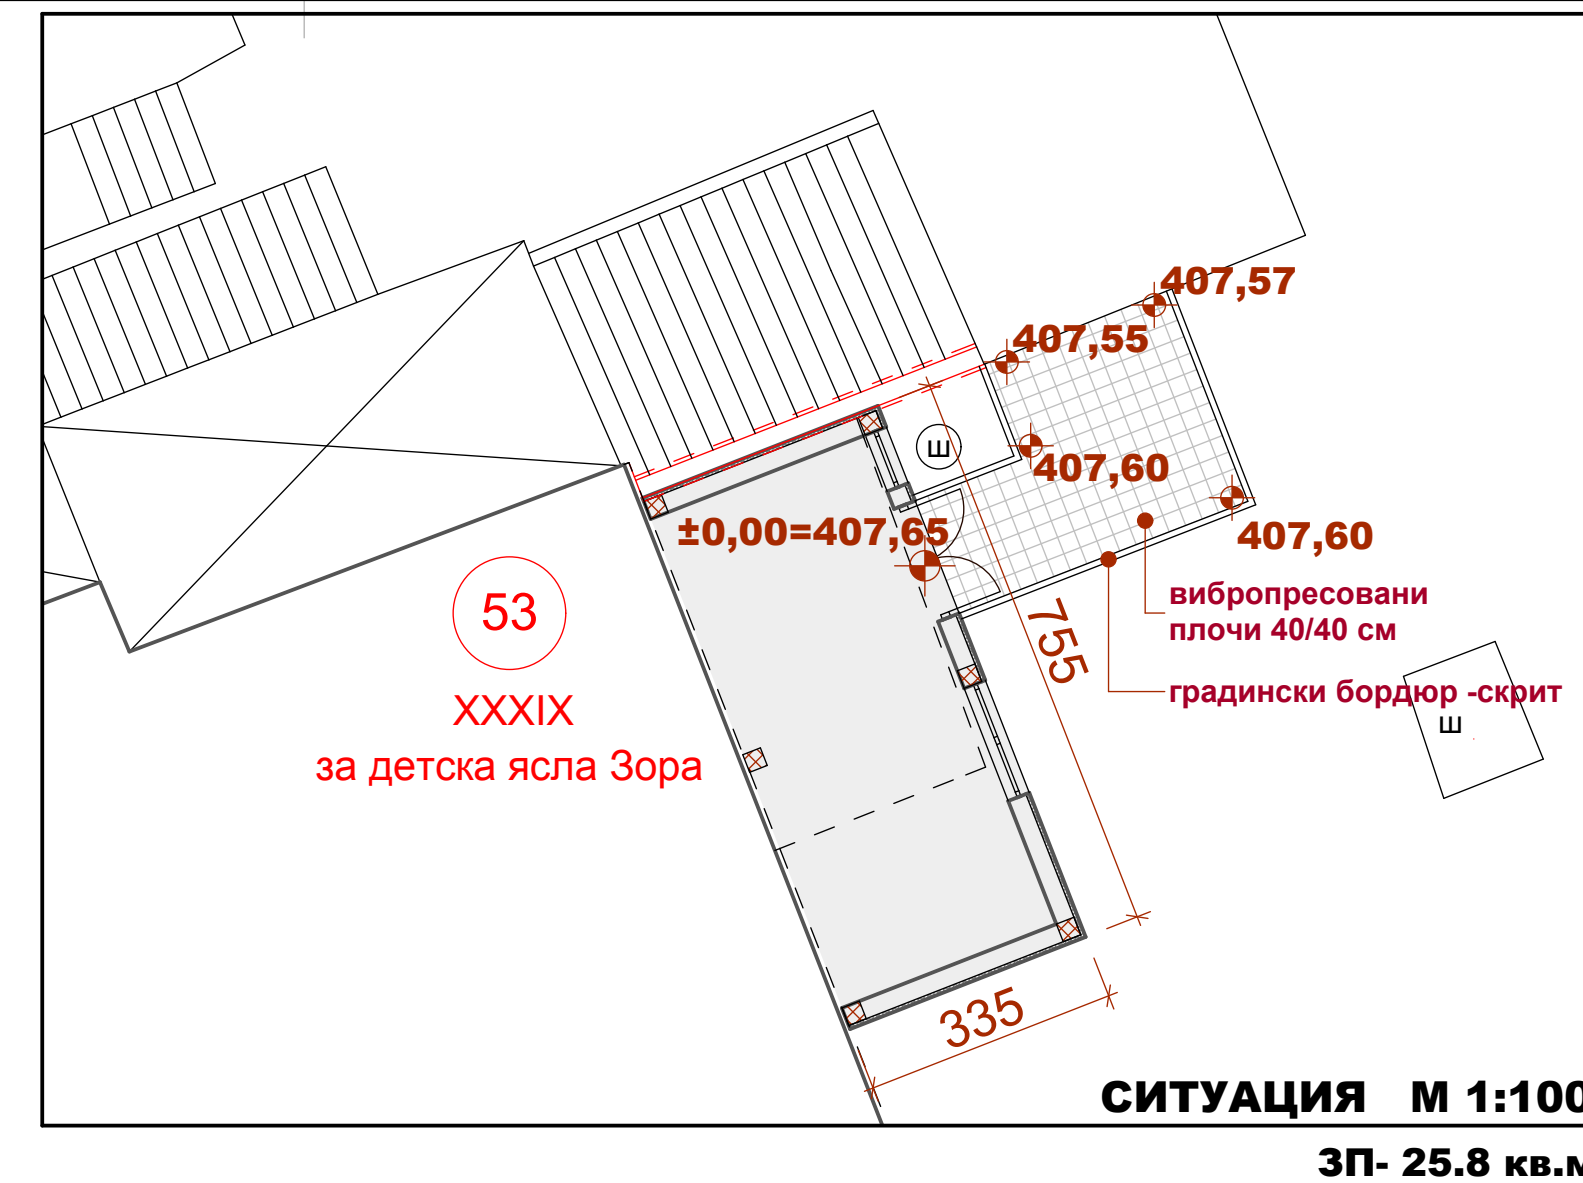 407,57
407,55
Ш
407,60
±0,00=407,65
407,60
53
вибропресовани
плочи 40/40 см
755
градински бордюр -скрит
XXXIX
Ш
за детска ясла Зора
335
СИТУАЦИЯ М 1:100
ЗП- 25.8 кв.м